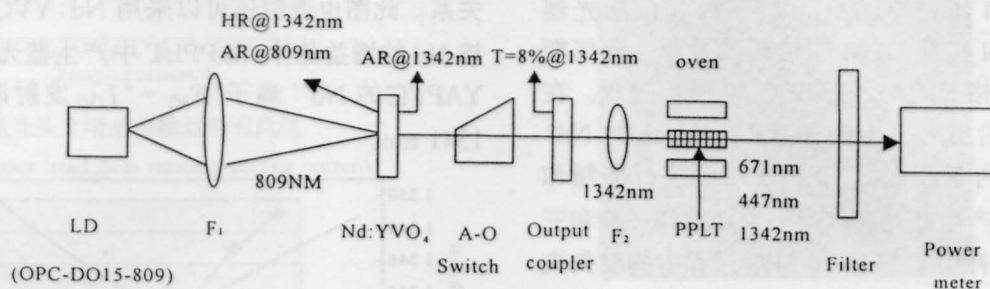 HR@1342nm
AR@809nm
AR@1342nm T=8%@1342nm
oven
809NM
1342nm
671nm
447nm
1342nm
LD
F₁
Nd:YVO₄
A-O
Switch
Output
coupler
F₂
PPLT
Filter
Power
meter
(OPC-DO15-809)